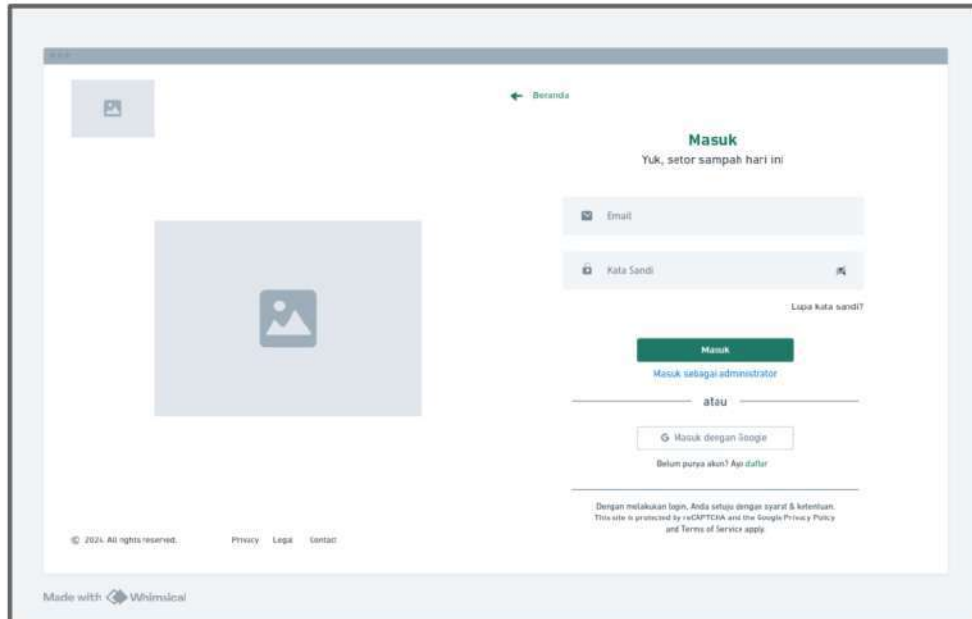 Beranda
Masuk
Yuk, setor sampah hari ini
Email
Kata Sandi
Lupa kata sandi?
Masuk
Masuk sebagai administrator
atau
G Masuk dengan Google
Belum punya akun? Ayo daftar
Dengan melakukan login, Anda setuju dengan syarat & ketentuan.
This site is protected by reCAPTCHA and the Google Privacy Policy
and Terms of Service apply.
© 2024. All rights reserved. Privacy Legal Contact
Made with Whimsical